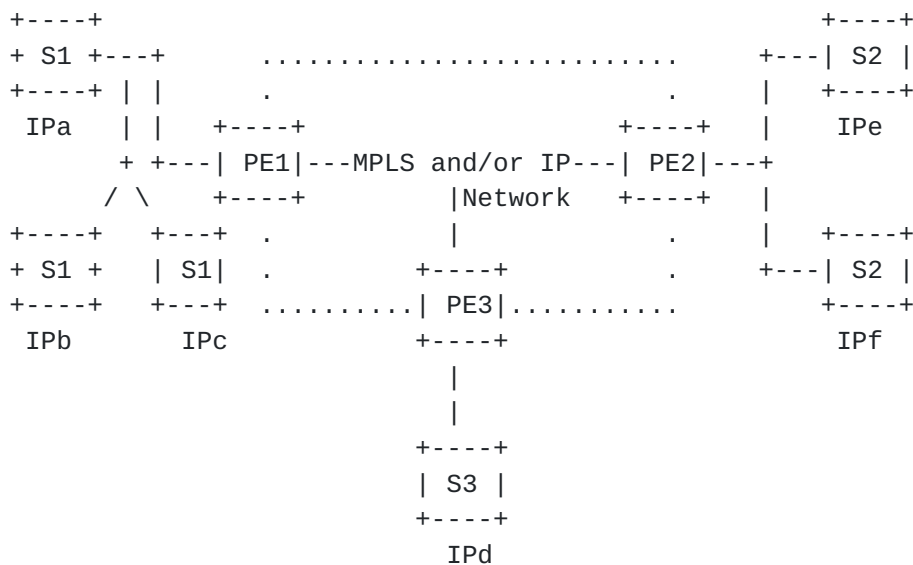 +----+                                               +----+
+ S1 +---+      ...........................     +---| S2 |
+----+ | |      .                          .     |   +----+
 IPa   | |   +----+                     +----+   |    IPe
       + +---| PE1|---MPLS and/or IP---| PE2|---+
      / \    +----+         |Network   +----+   |
+----+   +---+  .           |             .     |   +----+
+ S1 +   | S1|  .         +----+          .     +---| S2 |
+----+   +---+  ..........| PE3|...........         +----+
 IPb       IPc            +----+                     IPf
                            |
                            |
                          +----+
                          | S3 |
                          +----+
                            IPd